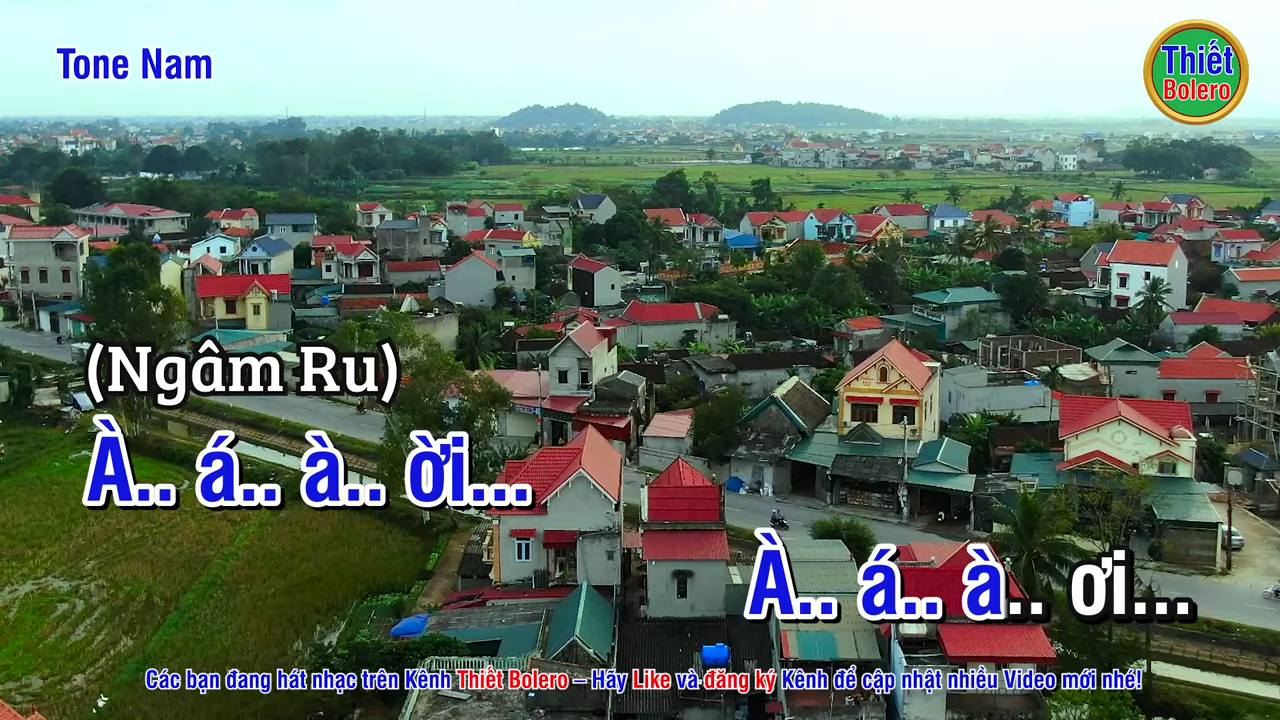 Tone Nam
Thiết
Bolero
(Ngâm Ru)
À.. á.. à.. ời...
À.. á.. à.. ơi...
Các bạn đang hát nhạc trên Kênh Thiết Bolero – Hãy Like và đăng ký Kênh để cập nhật nhiều Video mới nhé!